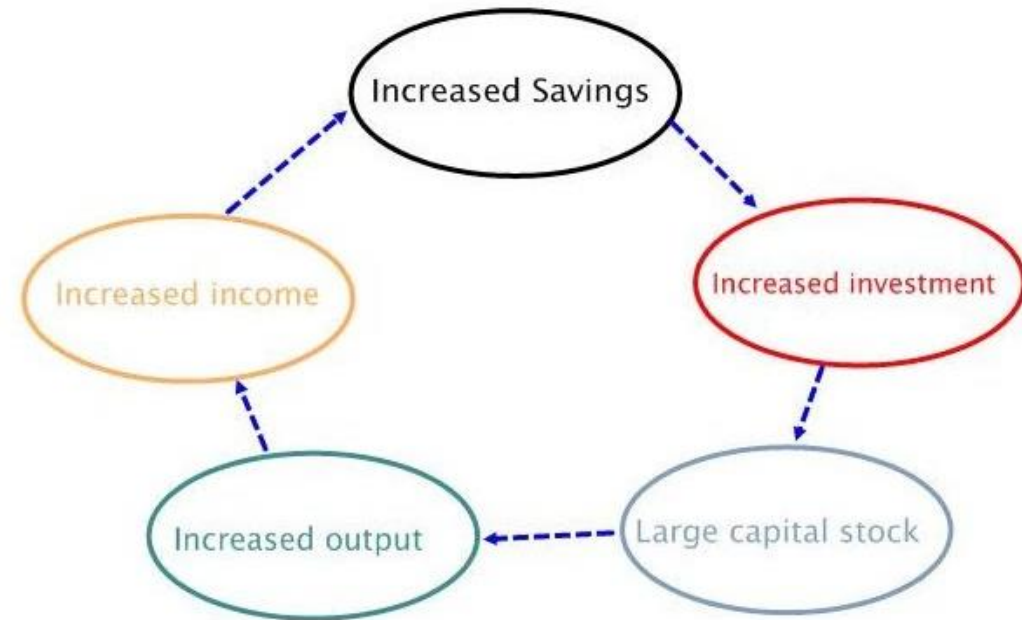 Increased Savings
Increased investment
Large capital stock
Increased output
Increased income